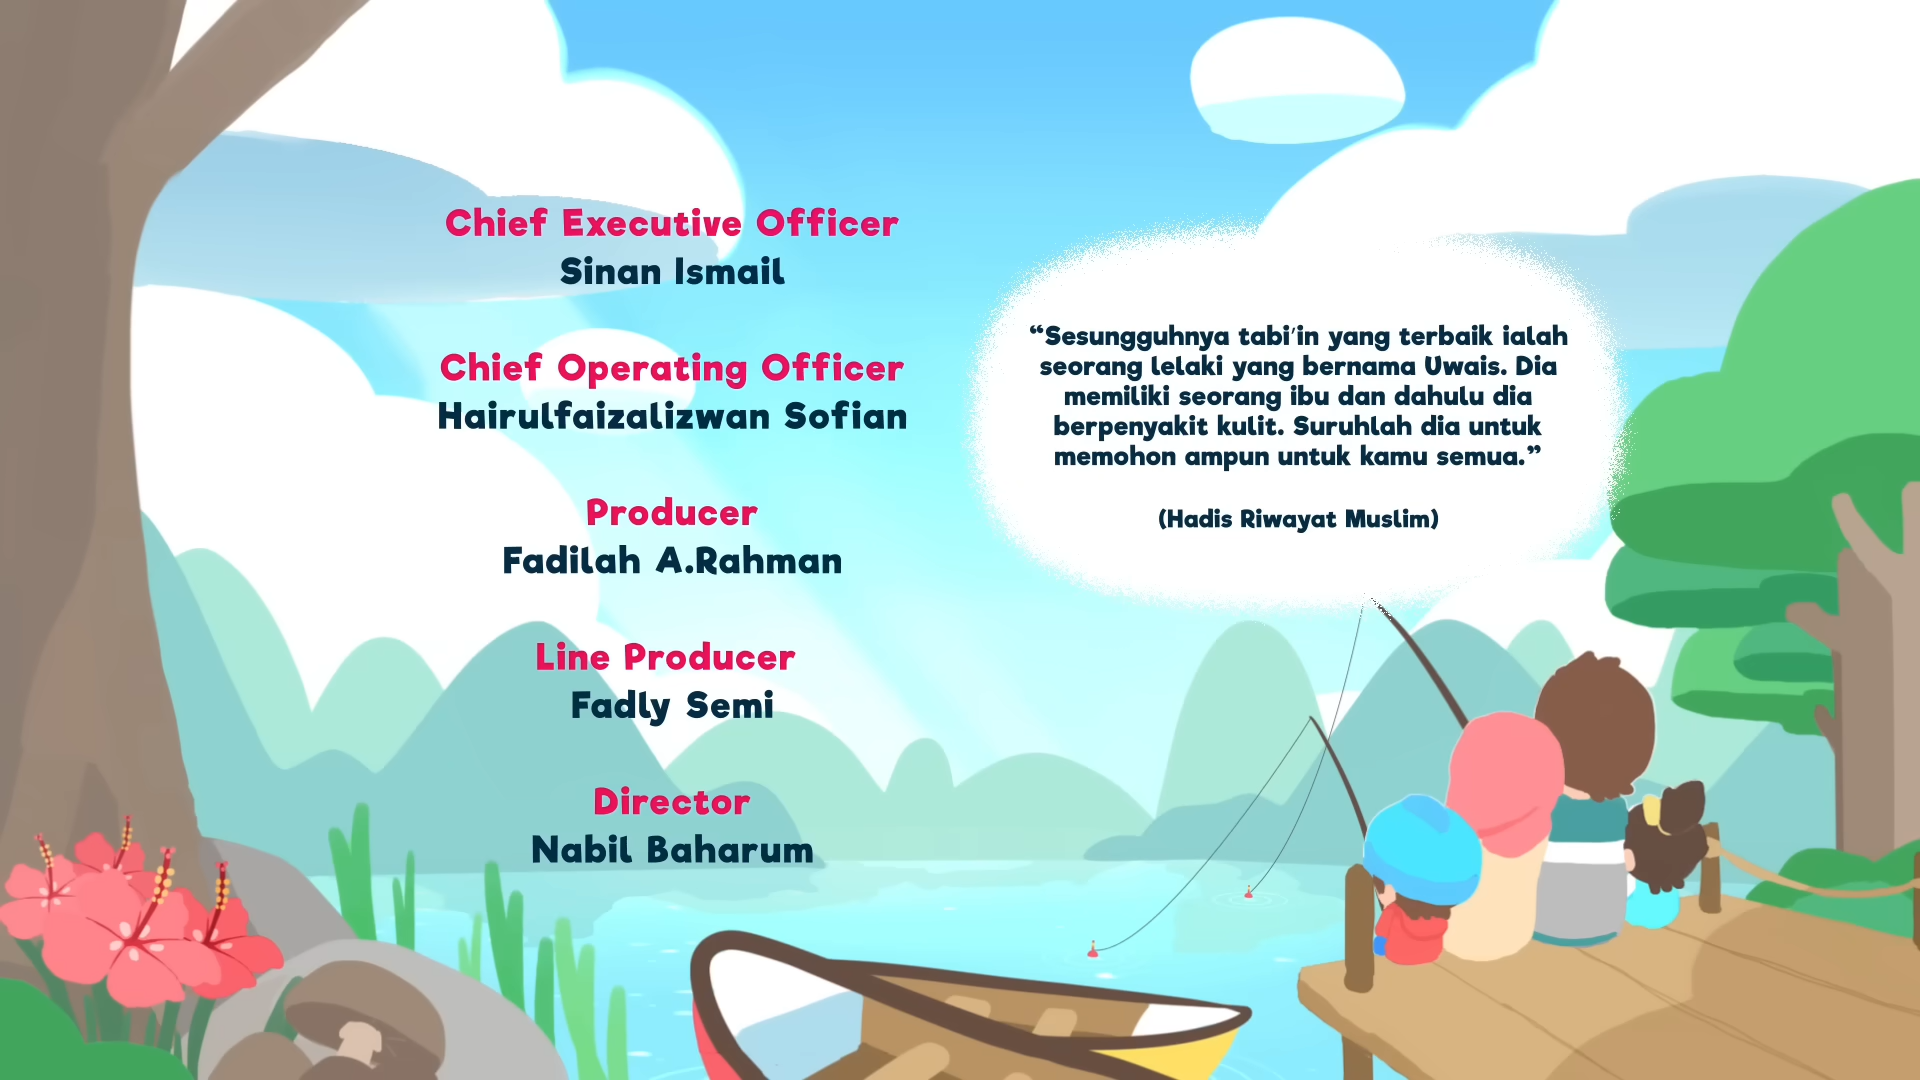 Chief Executive Officer
Sinan Ismail
Chief Operating Officer
Hairulfaizalizwan Sofian
Producer
Fadilah A.Rahman
Line Producer
Fadly Semi
Director
Nabil Baharum
“Sesungguhnya tabi'in yang terbaik ialah
seorang lelaki yang bernama Uwais. Dia
memiliki seorang ibu dan dahulu dia
berpenyakit kulit. Suruhlah dia untuk
memohon ampun untuk kamu semua.”
(Hadis Riwayat Muslim)